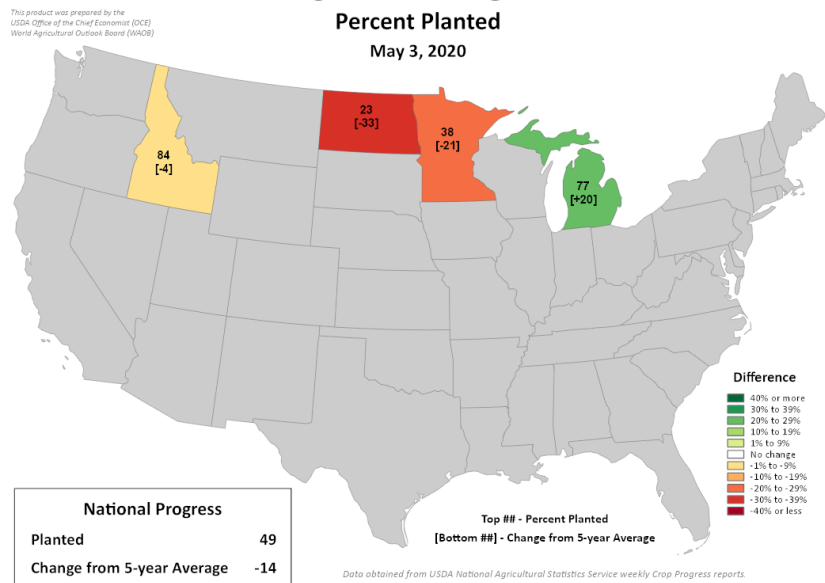 This product was prepared by the
USDA Office of the Chief Economist (OCE)
World Agricultural Outlook Board (WAOB)
Percent Planted
May 3, 2020
23
[-33]
38
[-21]
84
[-4]
77
[+20]
Difference
40% or more
30% to 39%
20% to 29%
10% to 19%
1% to 9%
No change
-1% to -9%
-10% to -19%
-20% to -29%
-30% to -39%
-40% or less
National Progress
Planted 49
Change from 5-year Average -14
Top ## - Percent Planted
[Bottom ##] - Change from 5-year Average
Data obtained from USDA National Agricultural Statistics Service weekly Crop Progress reports.